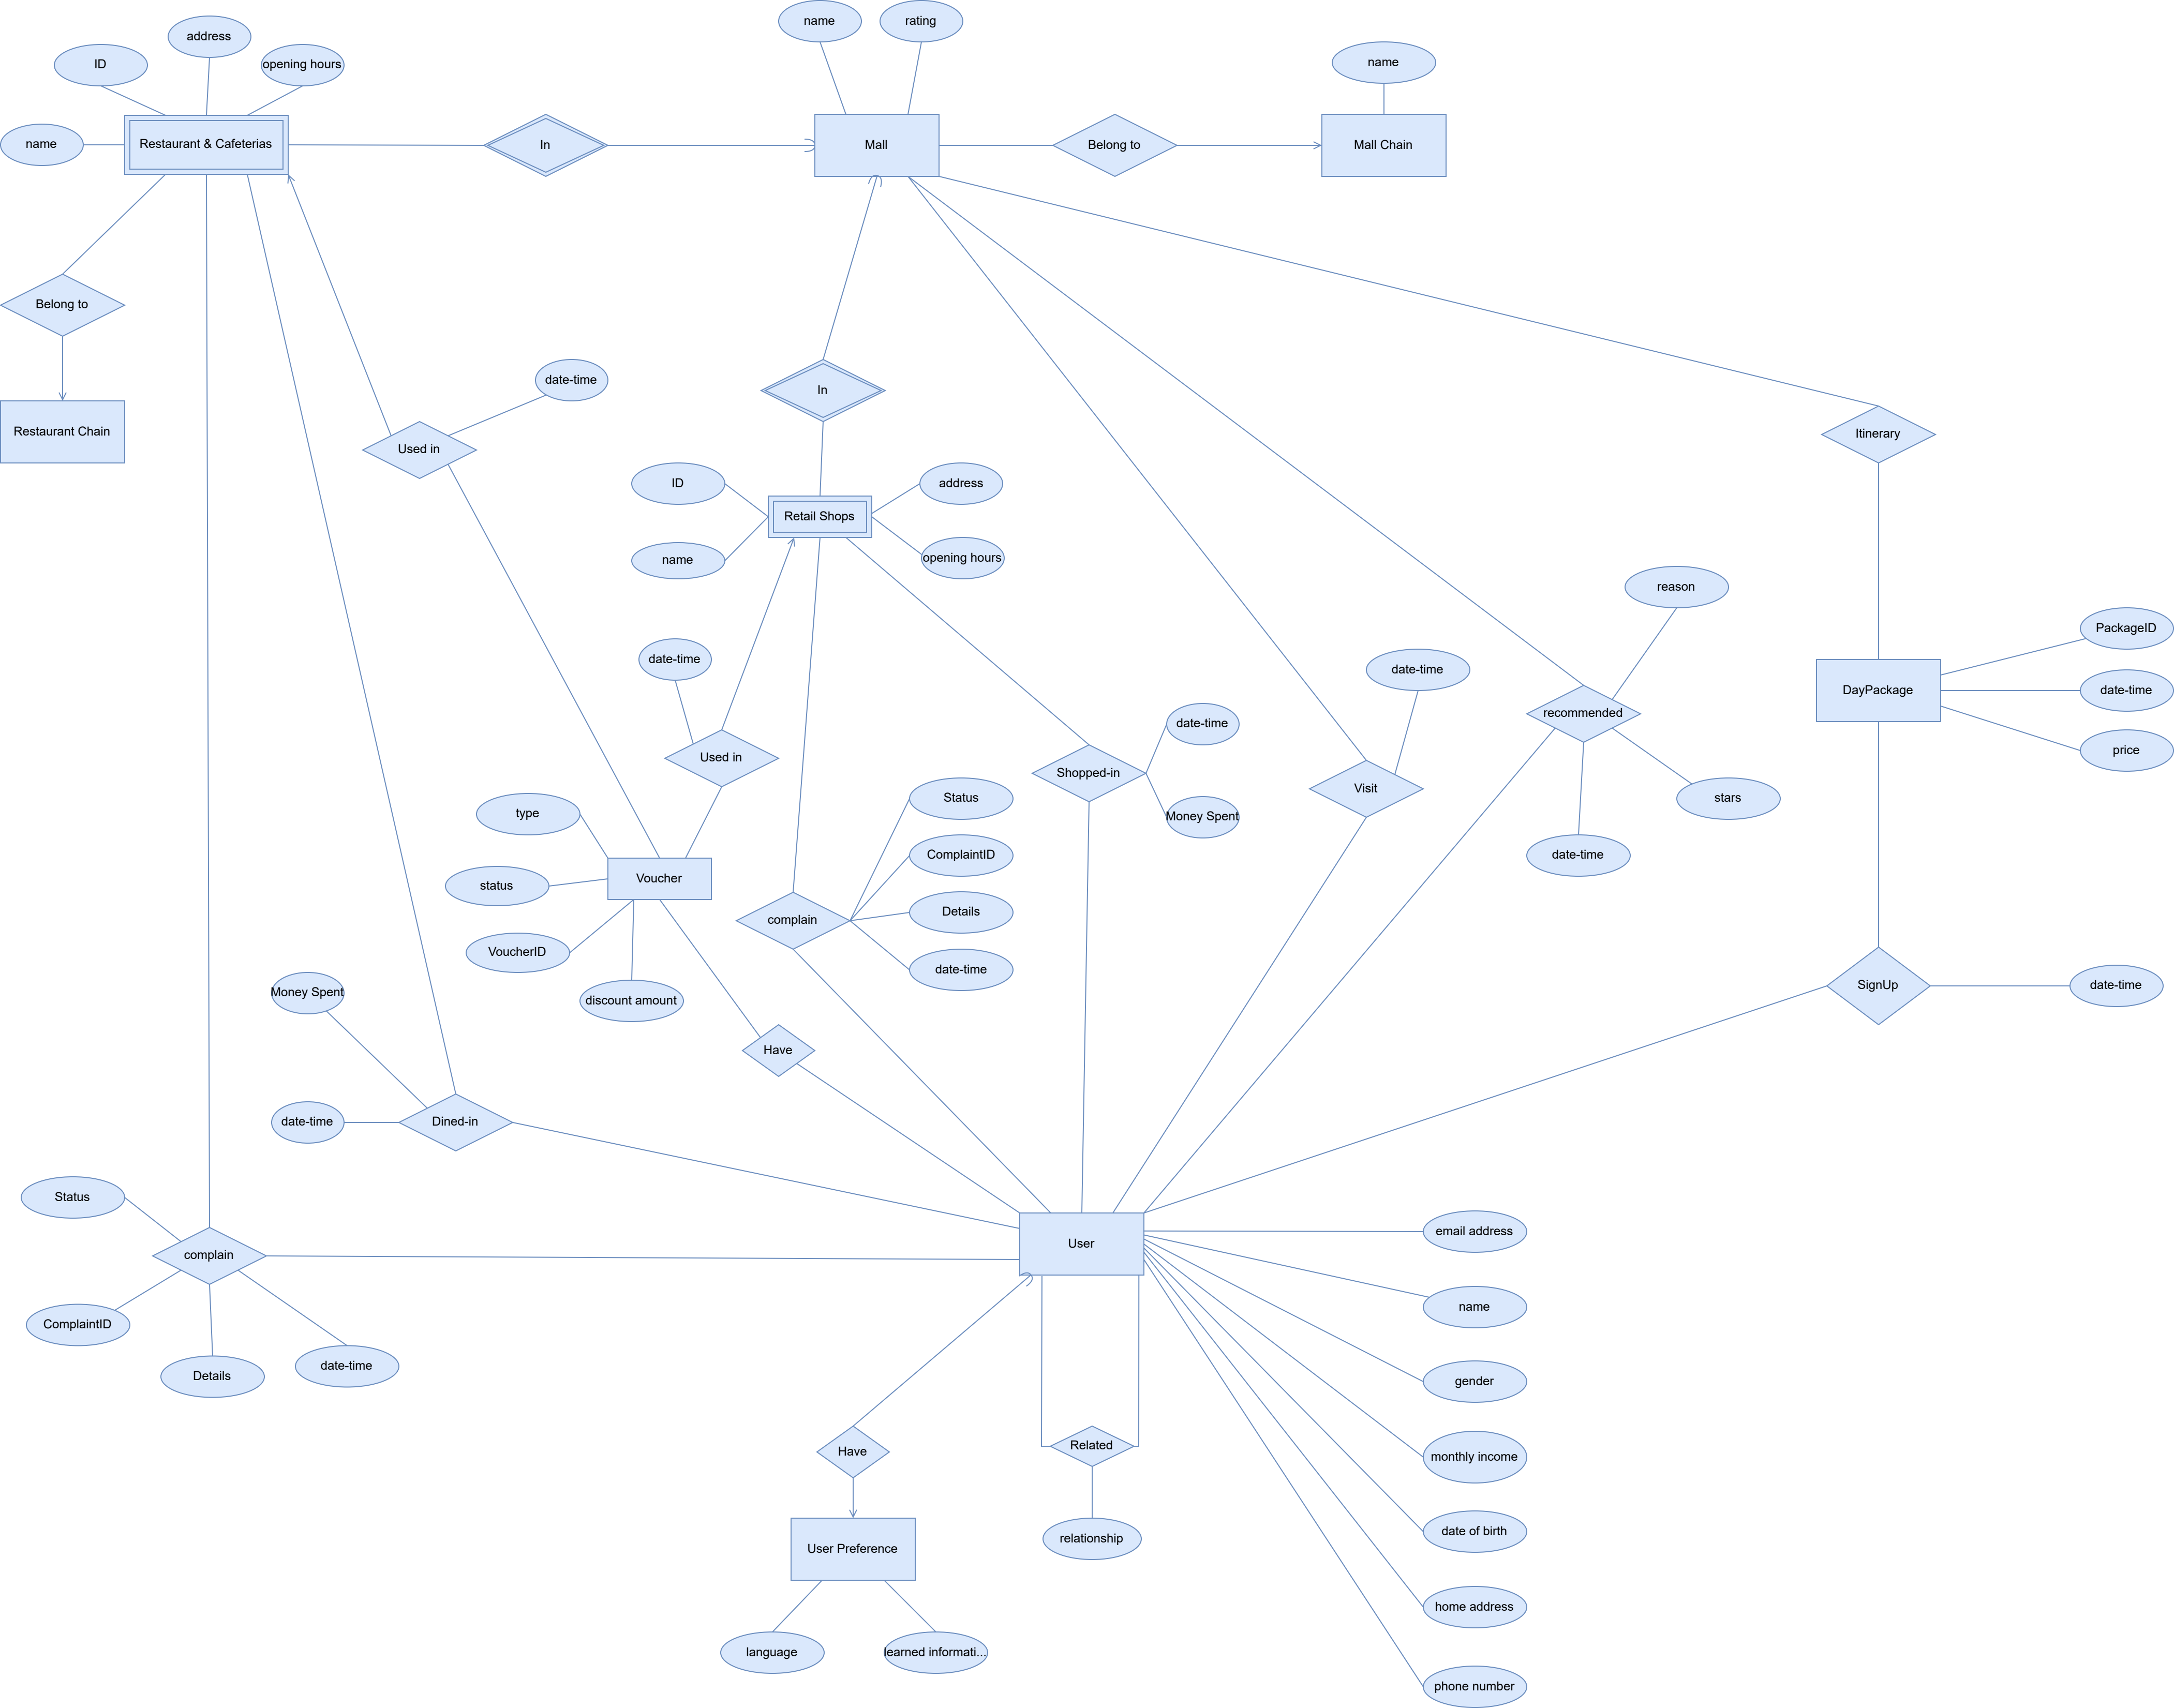 name
rating
address
ID
opening hours
name
name
Restaurant & Cafeterias
In
Mall
Belong to
Mall Chain
Belong to
date-time
In
Restaurant Chain
Used in
Itinerary
ID
address
Retail Shops
name
opening hours
reason
PackageID
date-time
date-time
DayPackage
date-time
recommended
date-time
price
Used in
Shopped-in
Visit
type
Status
stars
Money Spent
ComplaintID
date-time
Voucher
status
Details
complain
VoucherID
date-time
SignUp
date-time
Money Spent
discount amount
Have
date-time
Dined-in
Status
email address
User
complain
name
ComplaintID
date-time
Details
gender
Have
Related
monthly income
date of birth
relationship
User Preference
home address
language
learned informati...
phone number